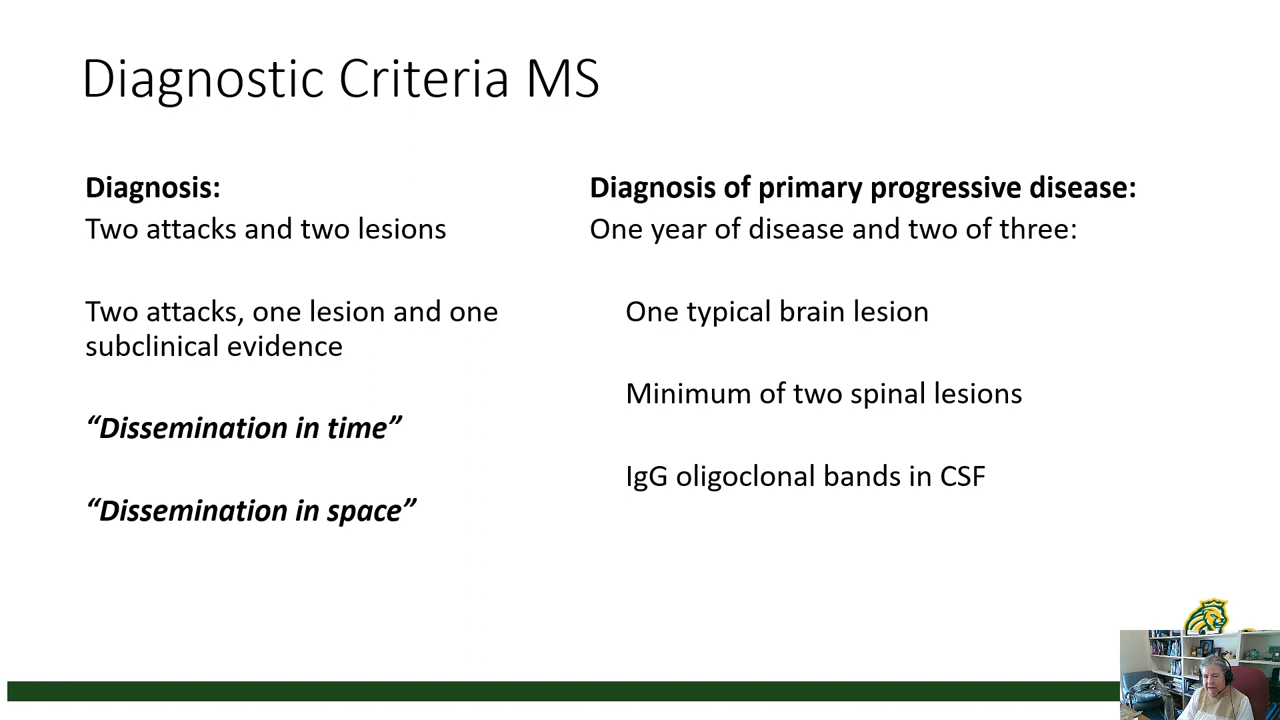 Diagnostic Criteria MS
Diagnosis:
Two attacks and two lesions
Two attacks, one lesion and one
subclinical evidence
“Dissemination in time”
“Dissemination in space”
Diagnosis of primary progressive disease:
One year of disease and two of three:
One typical brain lesion
Minimum of two spinal lesions
IgG oligoclonal bands in CSF